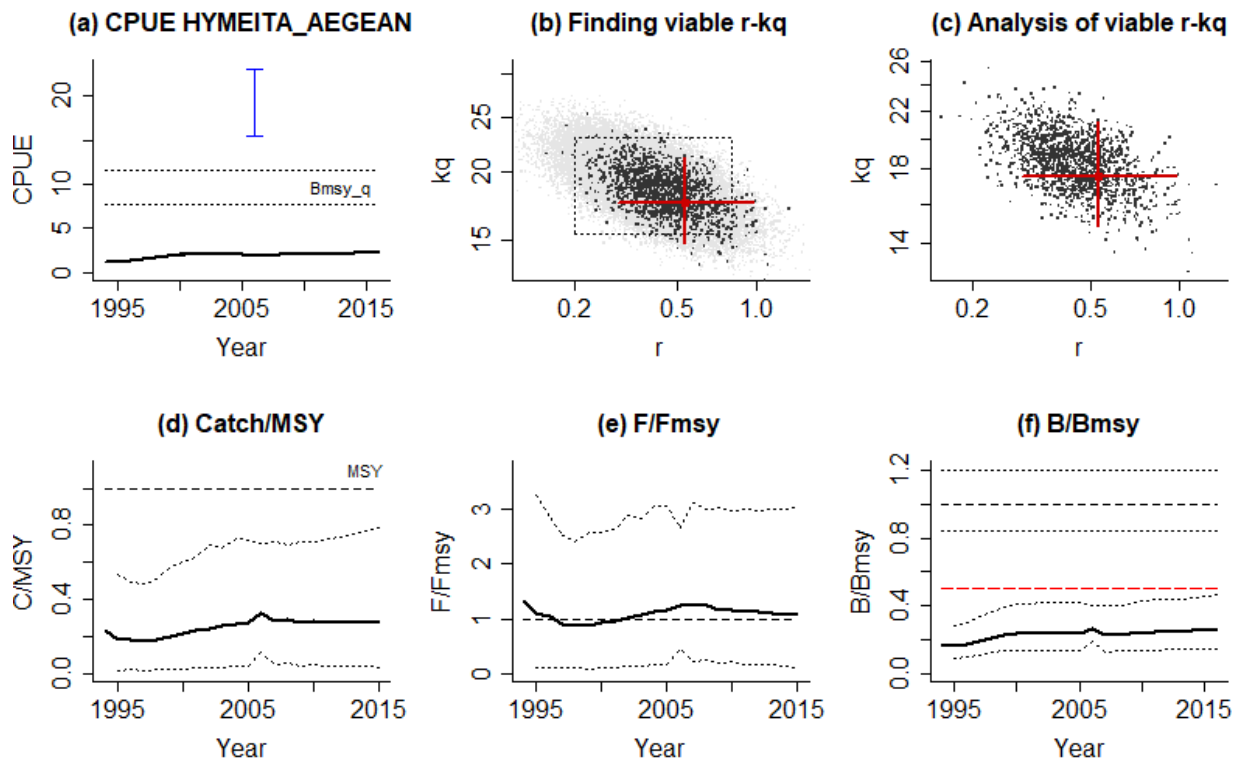 (a) CPUE HYMEITA_AEGEAN
CPUE
20
10
5
0
Bmsy_q
1995 2005 2015
Year
(b) Finding viable r-kq
kq
25
20
15
0.2 0.5 1.0
r
(c) Analysis of viable r-kq
kq
26
22
18
14
0.2 0.5 1.0
r
(d) Catch/MSY
C/MSY
0.8
0.4
0.0
MSY
1995 2005 2015
Year
(e) F/Fmsy
F/Fmsy
3
2
1
0
1995 2005 2015
Year
(f) B/Bmsy
B/Bmsy
1.2
0.8
0.4
0.0
1995 2005 2015
Year